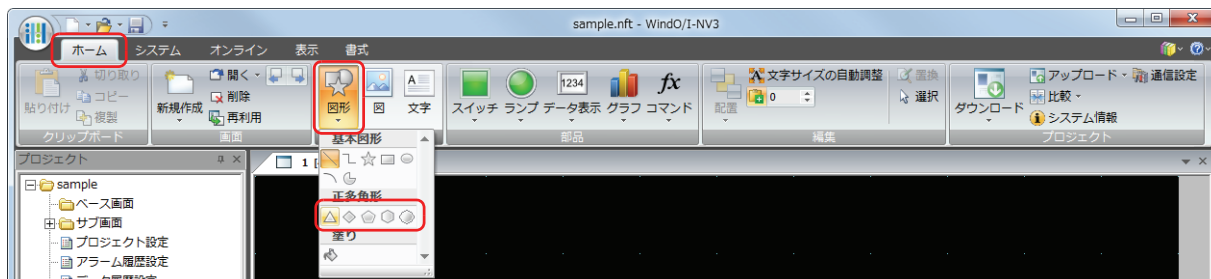 sample.nft - WindO/I-NV3
ホーム システム オンライン 表示 書式
貼り付け
切り取り
コピー
複製
クリップボード
新規作成
開く
削除
再利用
画面
図形
図
文字
スイッチ ランプ データ表示 グラフ コマンド
1234
fx
部品
配置
文字サイズの自動調整
0
置換
選択
編集
ダウンロード
アップロード
比較
システム情報
通信設定
プロジェクト
基本図形
正多角形
塗り
プロジェクト
sample
ベース画面
サブ画面
プロジェクト設定
アラーム履歴設定
1